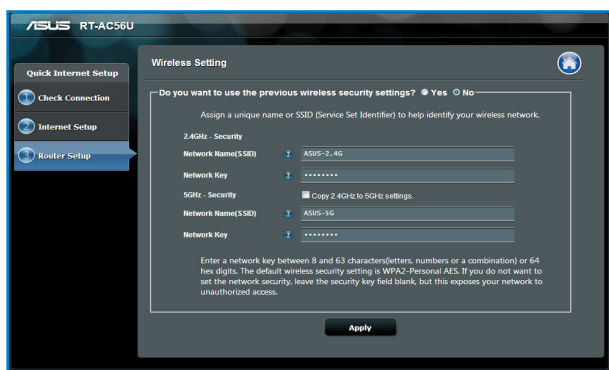 ASUS RT-AC56U
Quick Internet Setup
1 Check Connection
2 Internet Setup
3 Router Setup
Wireless Setting
Do you want to use the previous wireless security settings? Yes No
Assign a unique name or SSID (Service Set Identifier) to help identify your wireless network.
2.4GHz - Security
Network Name(SSID) ? ASUS-2.4G
Network Key ? ••••••••
5GHz - Security Copy 2.4GHz to 5GHz settings.
Network Name(SSID) ? ASUS-5G
Network Key ? ••••••••
Enter a network key between 8 and 63 characters(letters, numbers or a combination) or 64
hex digits. The default wireless security setting is WPA2-Personal AES. If you do not want to
set the network security, leave the security key field blank, but this exposes your network to
unauthorized access.
Apply